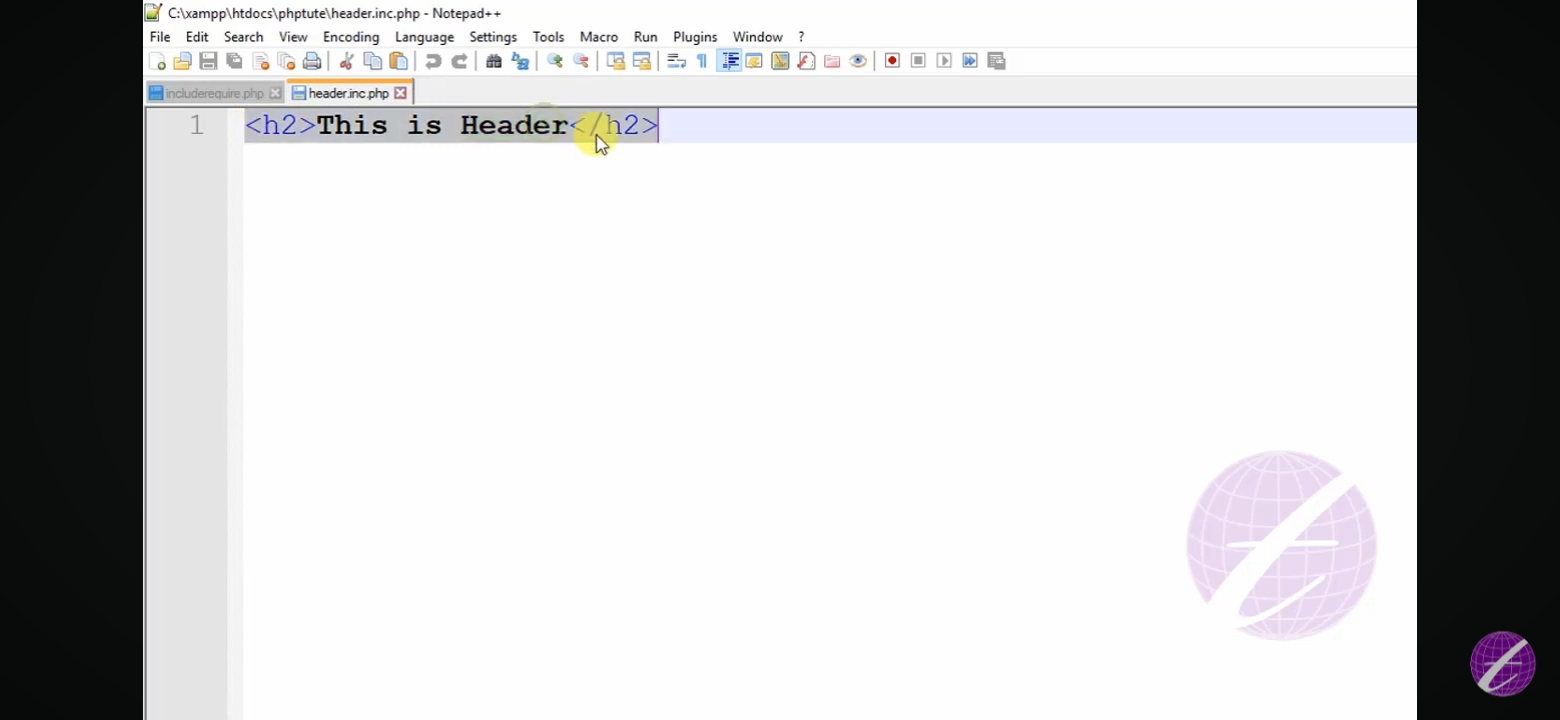 C:\xampp\htdocs\phptute\header.inc.php - Notepad++
File Edit Search View Encoding Language Settings Tools Macro Run Plugins Window ?
includerequire.php header.inc.php
1 <h2>This is Header</h2>